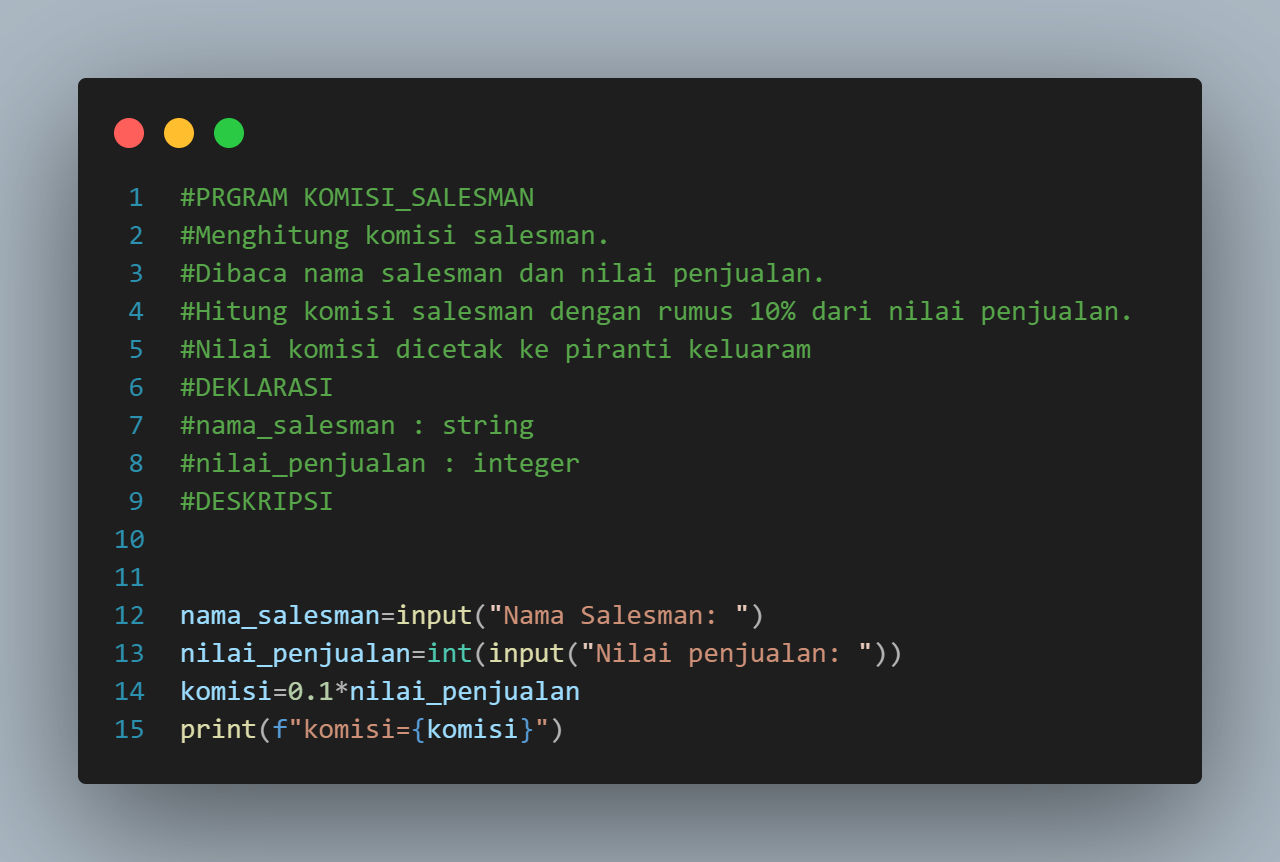 1 #PRGRAM KOMISI_SALESMAN
2 #Menghitung komisi salesman.
3 #Dibaca nama salesman dan nilai penjualan.
4 #Hitung komisi salesman dengan rumus 10% dari nilai penjualan.
5 #Nilai komisi dicetak ke piranti keluaram
6 #DEKLARASI
7 #nama_salesman : string
8 #nilai_penjualan : integer
9 #DESKRIPSI
10
11
12 nama_salesman=input("Nama Salesman: ")
13 nilai_penjualan=int(input("Nilai penjualan: "))
14 komisi=0.1*nilai_penjualan
15 print(f"komisi={komisi}")